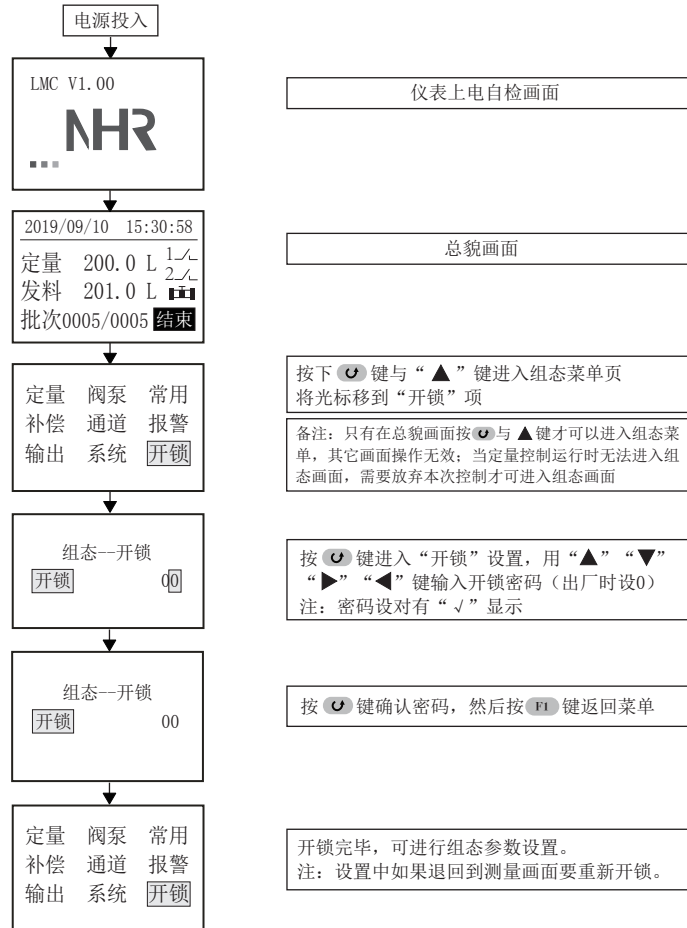 电源投入
LMC V1.00
NHR
仪表上电自检画面
2019/09/10 15:30:58
定量 200.0 L 1
2
发料 201.0 L
批次0005/0005 结束
总貌画面
定量 阀泵 常用
补偿 通道 报警
输出 系统 开锁
按下 键与“▲”键进入组态菜单页
将光标移到“开锁”项
备注：只有在总貌画面按 与 ▲键才可以进入组态菜
单，其它画面操作无效；当定量控制运行时无法进入组
态画面，需要放弃本次控制才可进入组态画面
组态--开锁
开锁 00
按 键进入“开锁”设置，用“▲”“▼”
“▶”“◀”键输入开锁密码（出厂时设0）
注：密码设对有“√”显示
组态--开锁
开锁 00
按 键确认密码，然后按 F1 键返回菜单
定量 阀泵 常用
补偿 通道 报警
输出 系统 开锁
开锁完毕，可进行组态参数设置。
注：设置中如果退回到测量画面要重新开锁。